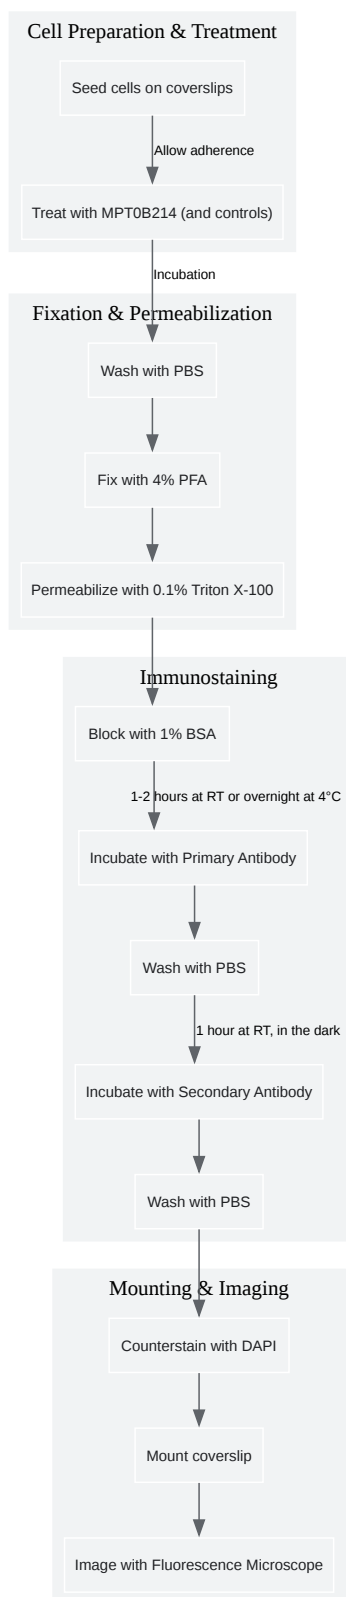 Cell Preparation & Treatment
Seed cells on coverslips
Allow adherence
Treat with MPT0B214 (and controls)
Incubation
Fixation & Permeabilization
Wash with PBS
Fix with 4% PFA
Permeabilize with 0.1% Triton X-100
Immunostaining
Block with 1% BSA
1-2 hours at RT or overnight at 4°C
Incubate with Primary Antibody
Wash with PBS
1 hour at RT, in the dark
Incubate with Secondary Antibody
Wash with PBS
Mounting & Imaging
Counterstain with DAPI
Mount coverslip
Image with Fluorescence Microscope